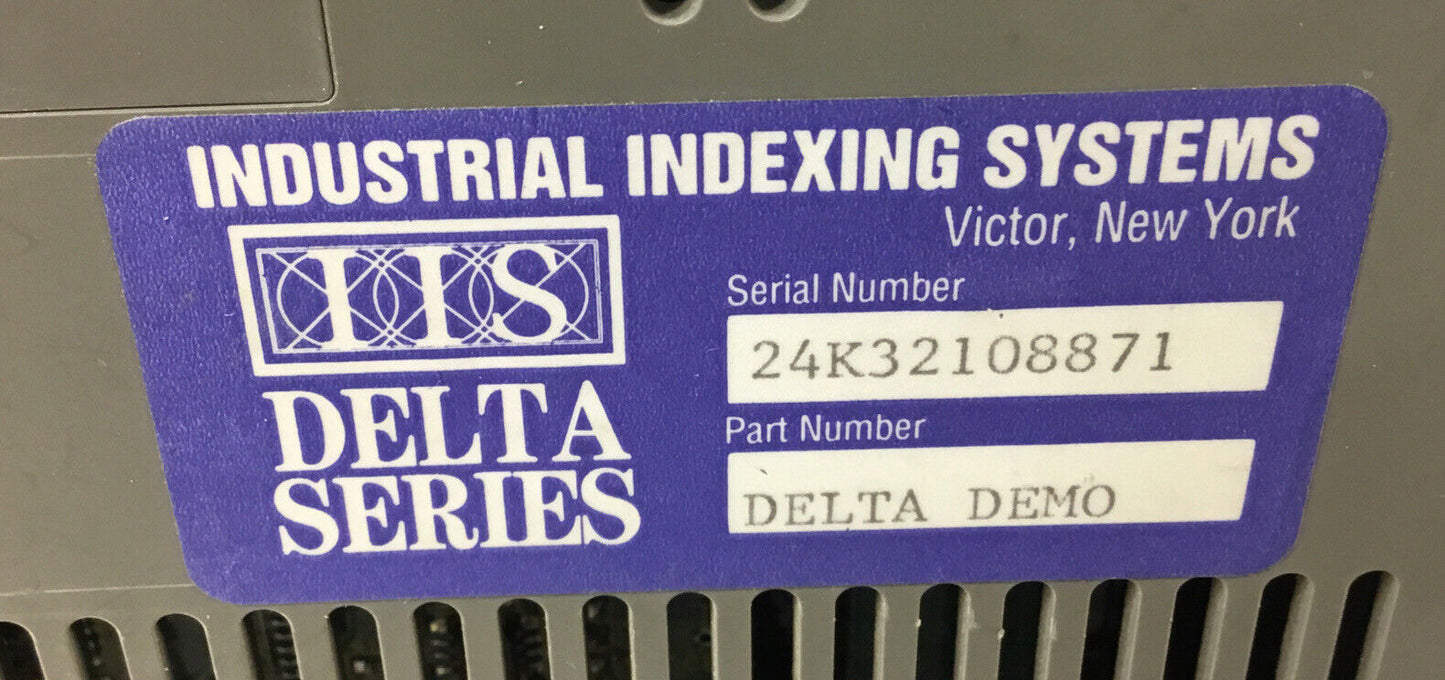 INDUSTRIAL INDEXING SYSTEMS
Victor, New York
IIS
DELTA
SERIES
Serial Number
24K32108871
Part Number
DELTA DEMO